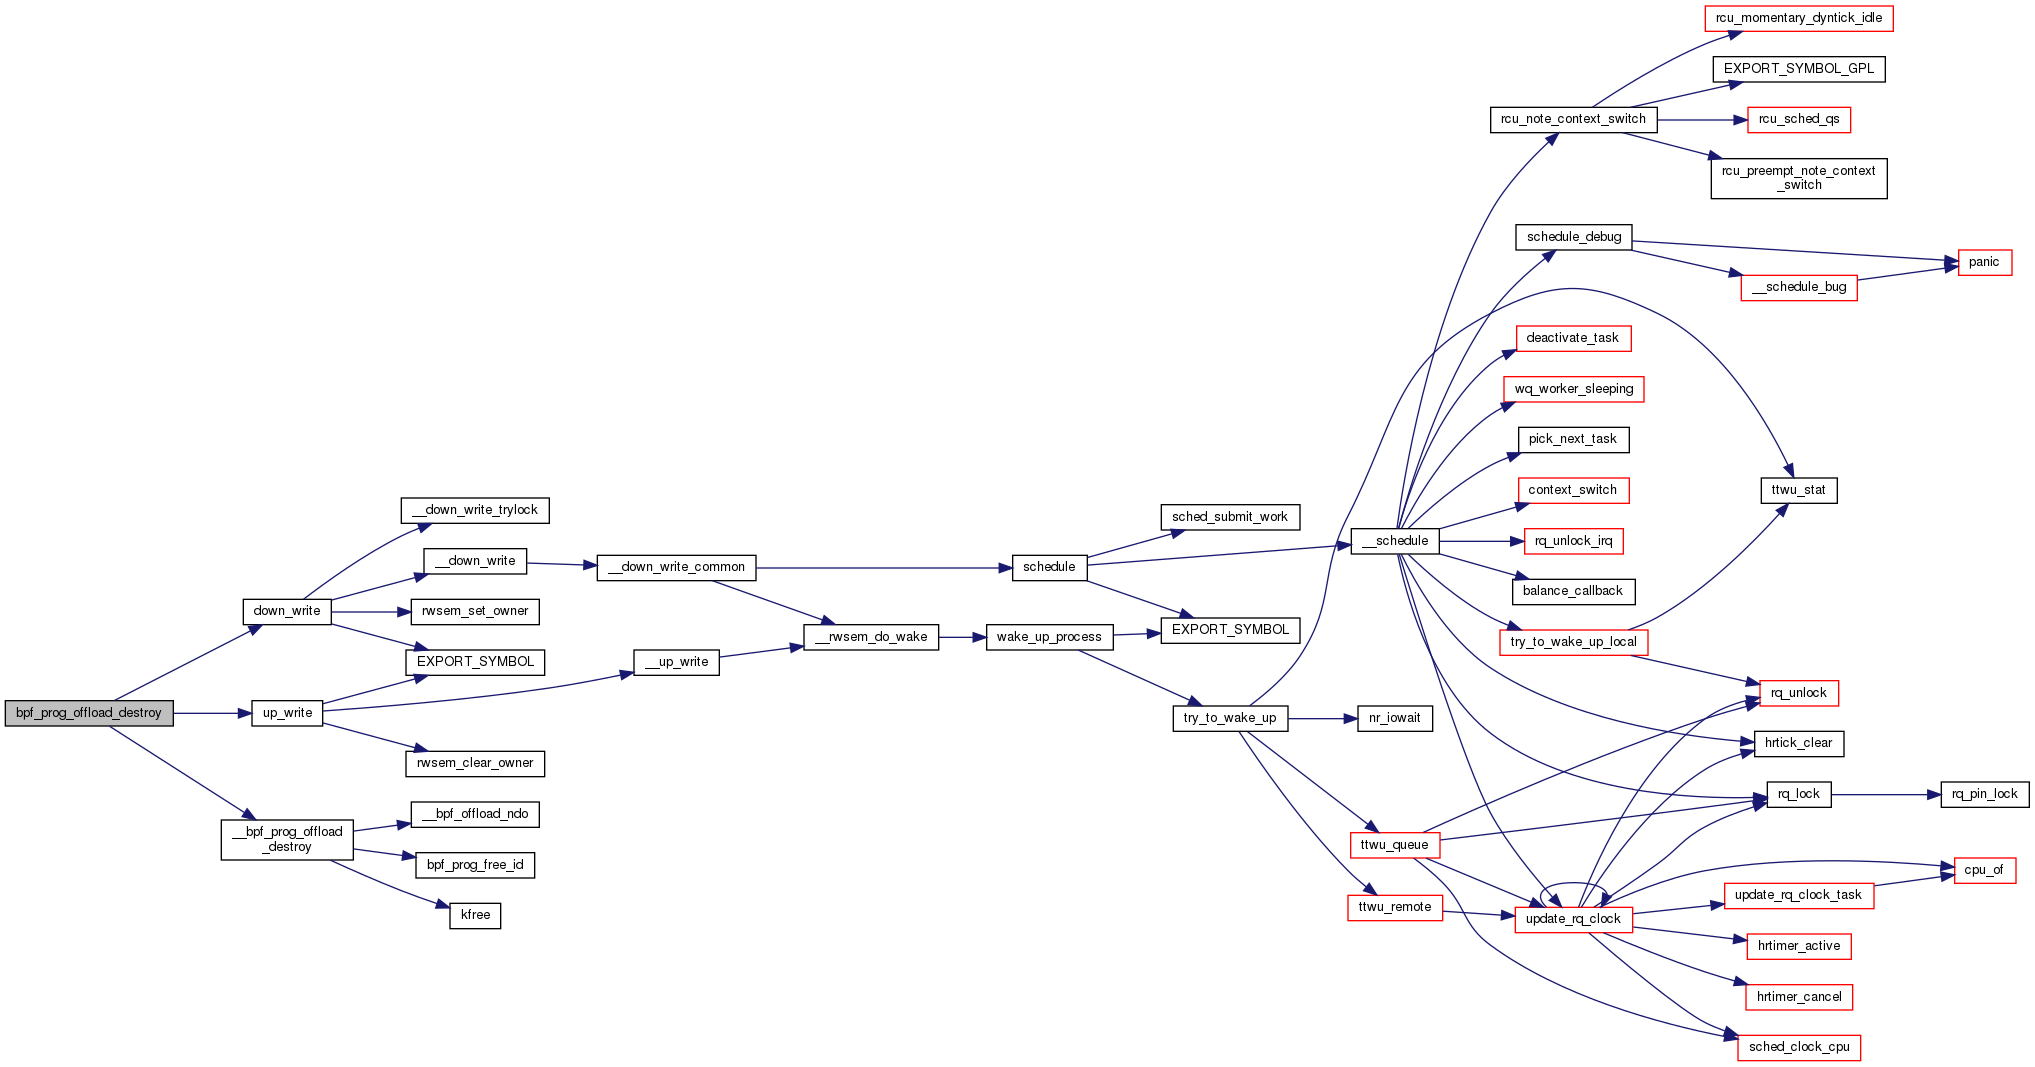 rcu_momentary_dyntick_idle
EXPORT_SYMBOL_GPL
rcu_note_context_switch
rcu_sched_qs
rcu_preempt_note_context
_switch
schedule_debug
panic
__schedule_bug
deactivate_task
wq_worker_sleeping
pick_next_task
ttwu_stat
context_switch
__down_write_trylock
sched_submit_work
__schedule
rq_unlock_irq
__down_write
__down_write_common
schedule
balance_callback
down_write
rwsem_set_owner
EXPORT_SYMBOL
__rwsem_do_wake
wake_up_process
try_to_wake_up_local
EXPORT_SYMBOL
__up_write
rq_unlock
bpf_prog_offload_destroy
up_write
try_to_wake_up
nr_iowait
hrtick_clear
rwsem_clear_owner
rq_lock
rq_pin_lock
__bpf_offload_ndo
__bpf_prog_offload
_destroy
ttwu_queue
bpf_prog_free_id
cpu_of
update_rq_clock_task
ttwu_remote
kfree
update_rq_clock
hrtimer_active
hrtimer_cancel
sched_clock_cpu